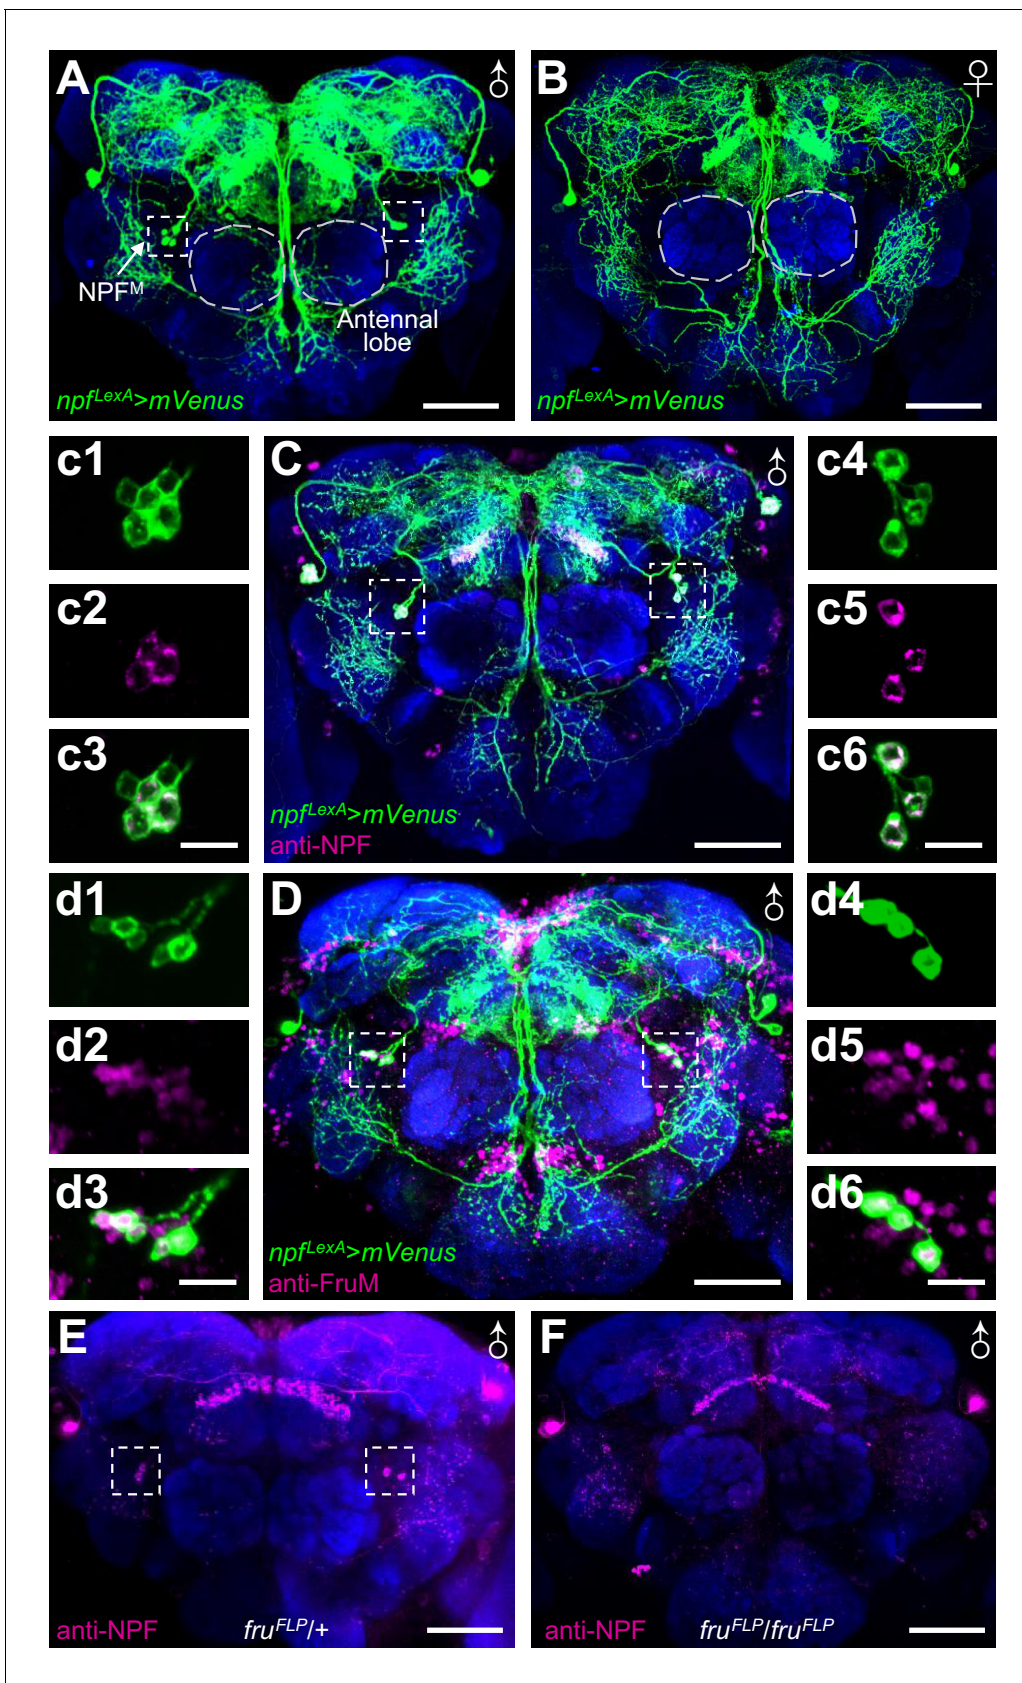 A ♂
NPFᴹ
Antennal
lobe
npfᴸᵉˣᴬ>mVenus
B ♀
npfᴸᵉˣᴬ>mVenus
c1
c2
c3
C ♂
npfᴸᵉˣᴬ>mVenus
anti-NPF
c4
c5
c6
d1
d2
d3
D ♂
npfᴸᵉˣᴬ>mVenus
anti-FruM
d4
d5
d6
E ♂
anti-NPF fruFLP/+
F ♂
anti-NPF fruFLP/fruFLP